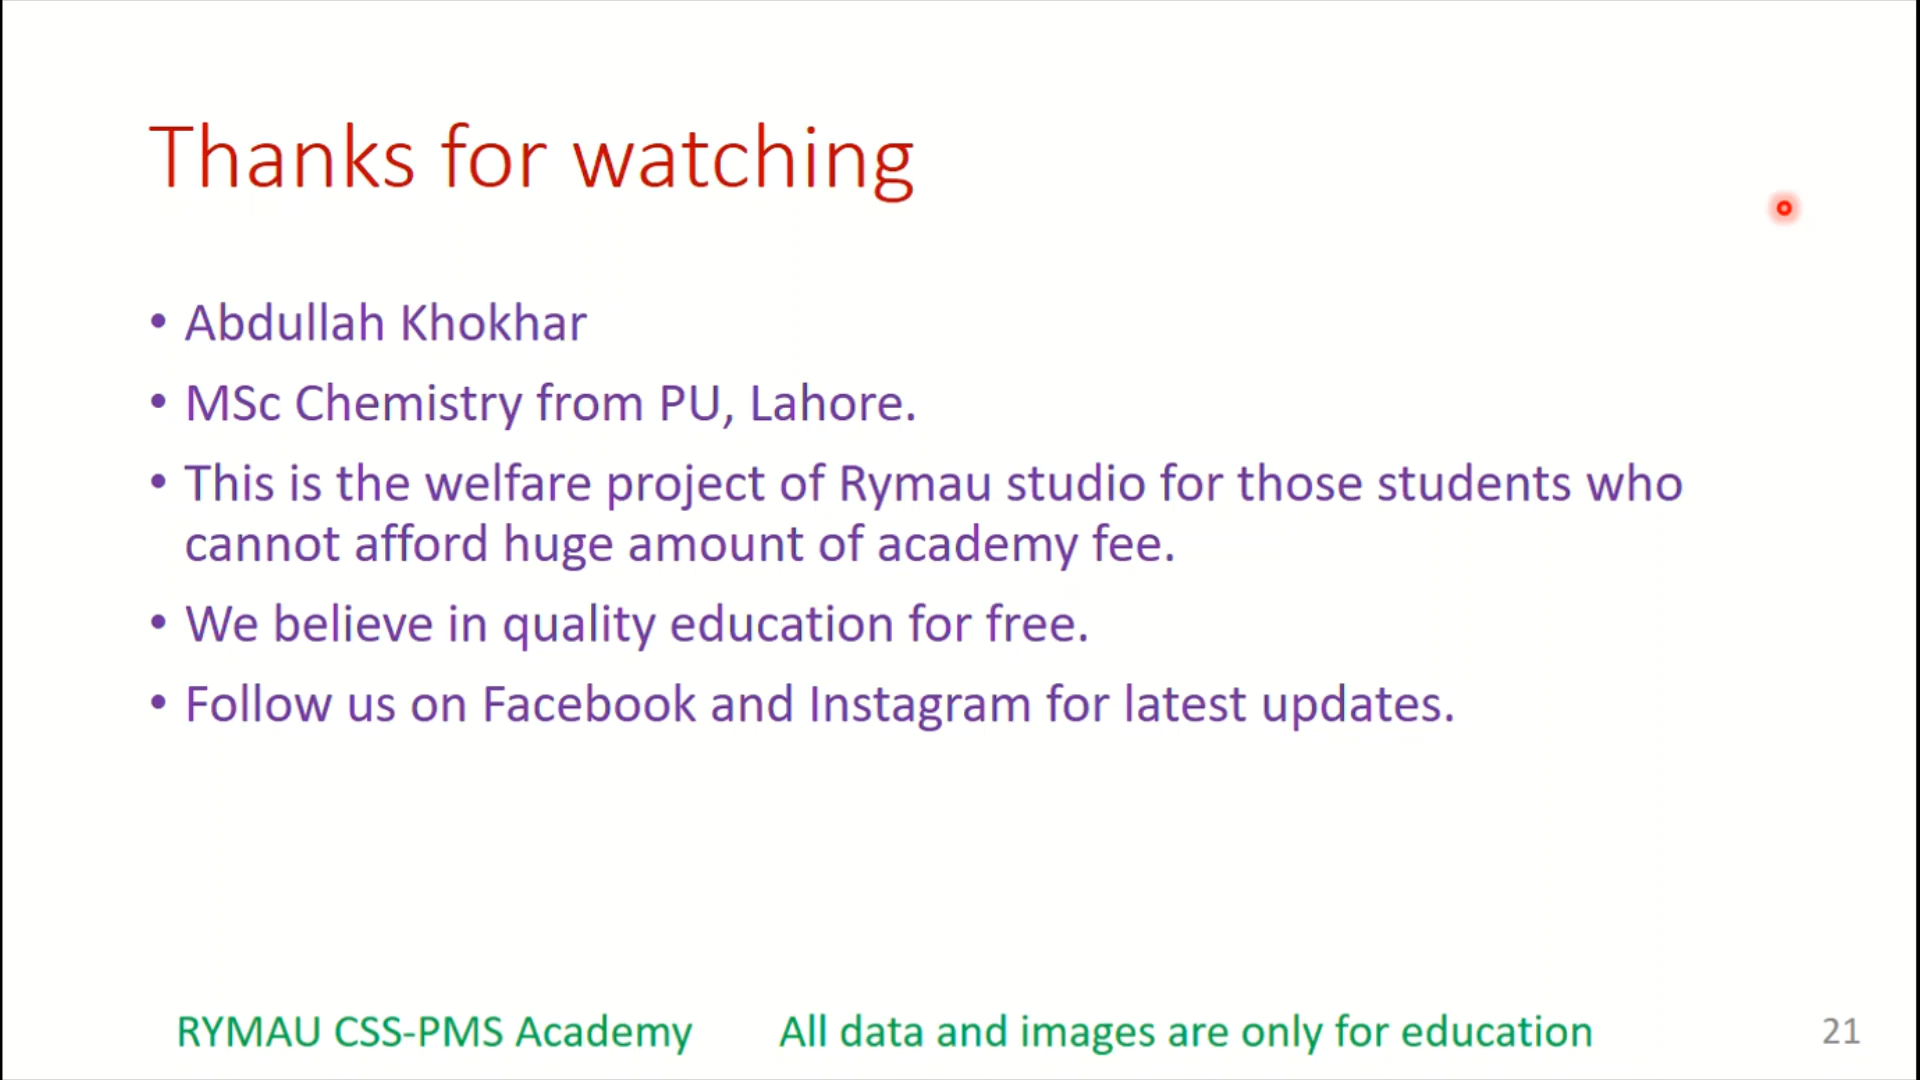 Thanks for watching
• Abdullah Khokhar
• MSc Chemistry from PU, Lahore.
• This is the welfare project of Rymau studio for those students who
cannot afford huge amount of academy fee.
• We believe in quality education for free.
• Follow us on Facebook and Instagram for latest updates.
RYMAU CSS-PMS Academy All data and images are only for education 21